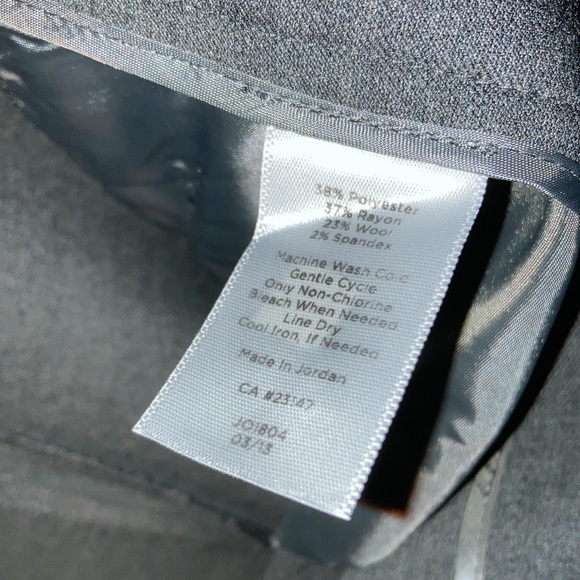 38% Polyester
37% Rayon
23% Wool
2% Spandex
Machine Wash Cold
Gentle Cycle
Only Non-Chlorine
Bleach When Needed
Line Dry
Cool Iron, If Needed
Made In Jordan
CA #23147
JO1804
03/13